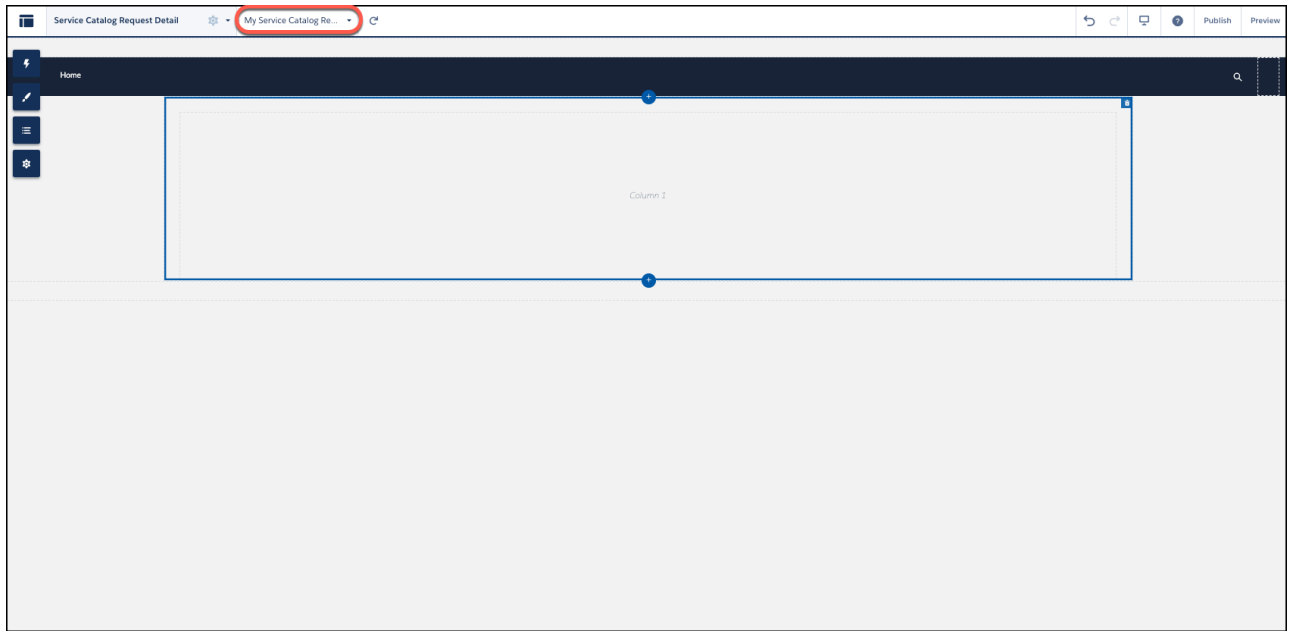 Service Catalog Request Detail
My Service Catalog Re...
Publish
Preview
Home
Column 1